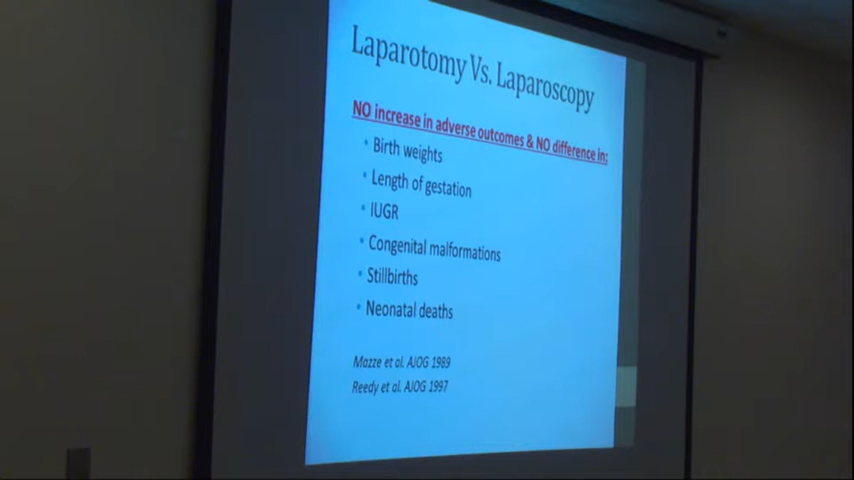 Laparotomy Vs. Laparoscopy
NO increase in adverse outcomes & NO difference in:
• Birth weights
• Length of gestation
• IUGR
• Congenital malformations
• Stillbirths
• Neonatal deaths
Mazze et al. AJOG 1989
Reedy et al. AJOG 1997